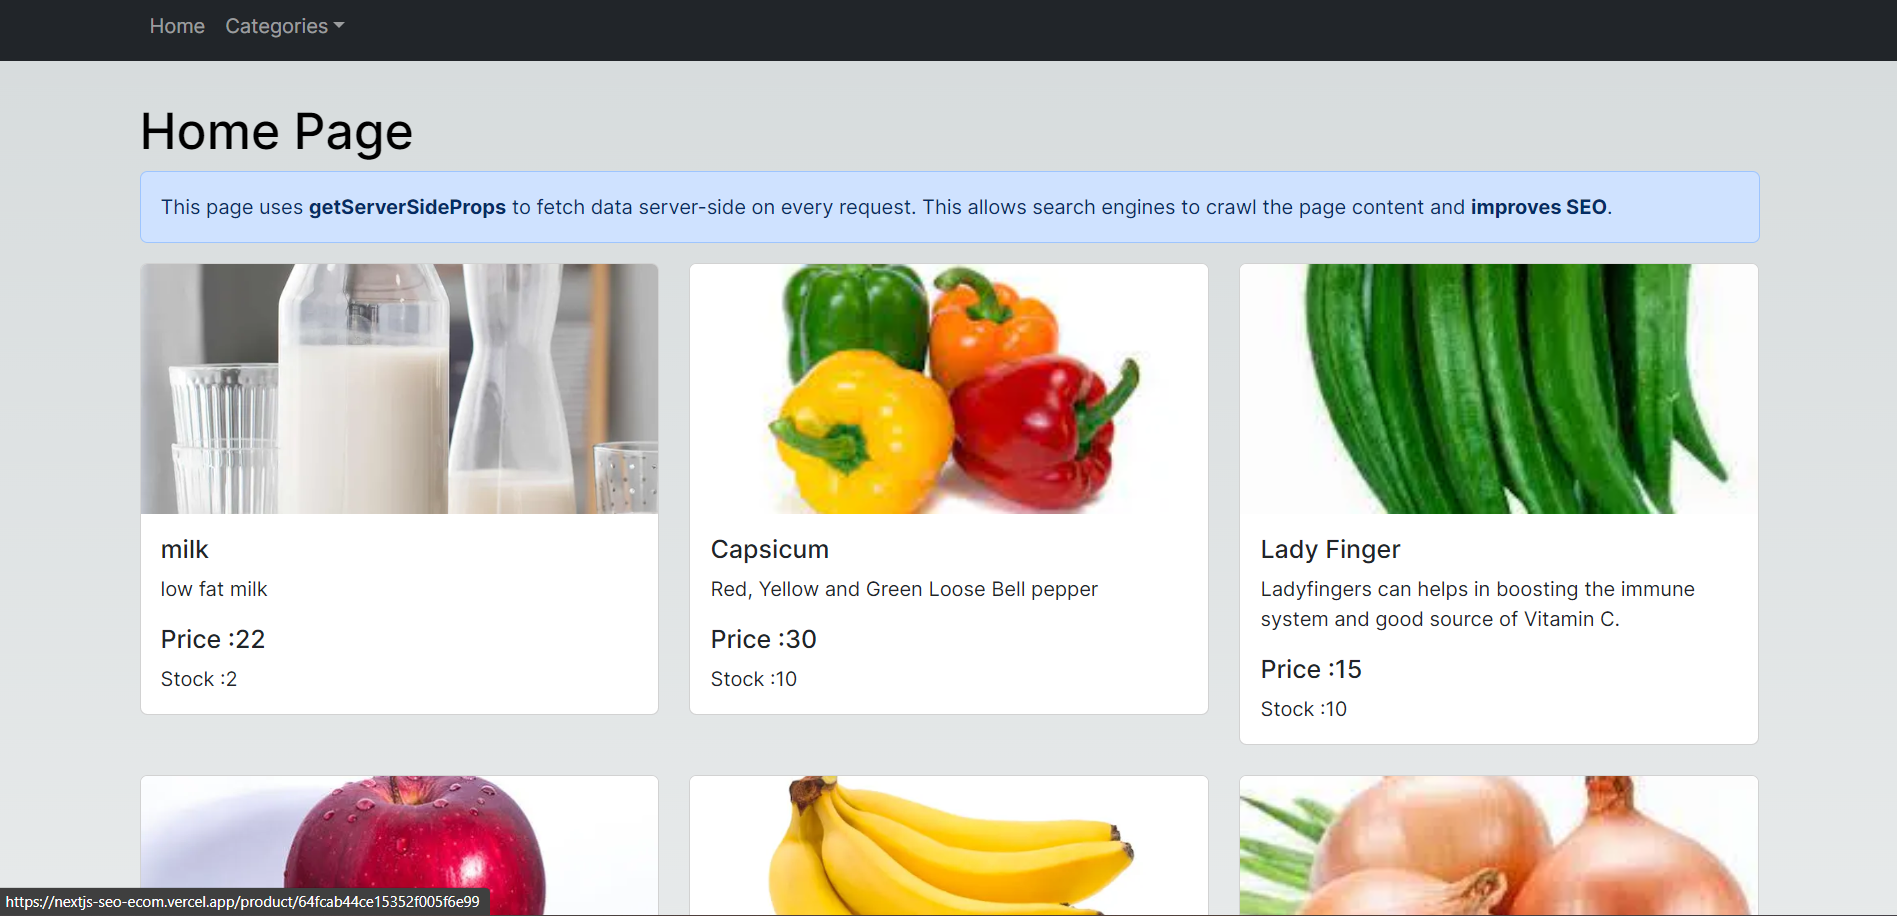 Home Categories
Home Page
This page uses getServerSideProps to fetch data server-side on every request. This allows search engines to crawl the page content and improves SEO.
milk
low fat milk
Price :22
Stock :2
Capsicum
Red, Yellow and Green Loose Bell pepper
Price :30
Stock :10
Lady Finger
Ladyfingers can helps in boosting the immune
system and good source of Vitamin C.
Price :15
Stock :10
https://nextjs-seo-ecom.vercel.app/product/64fcab44ce15352f005f6e99